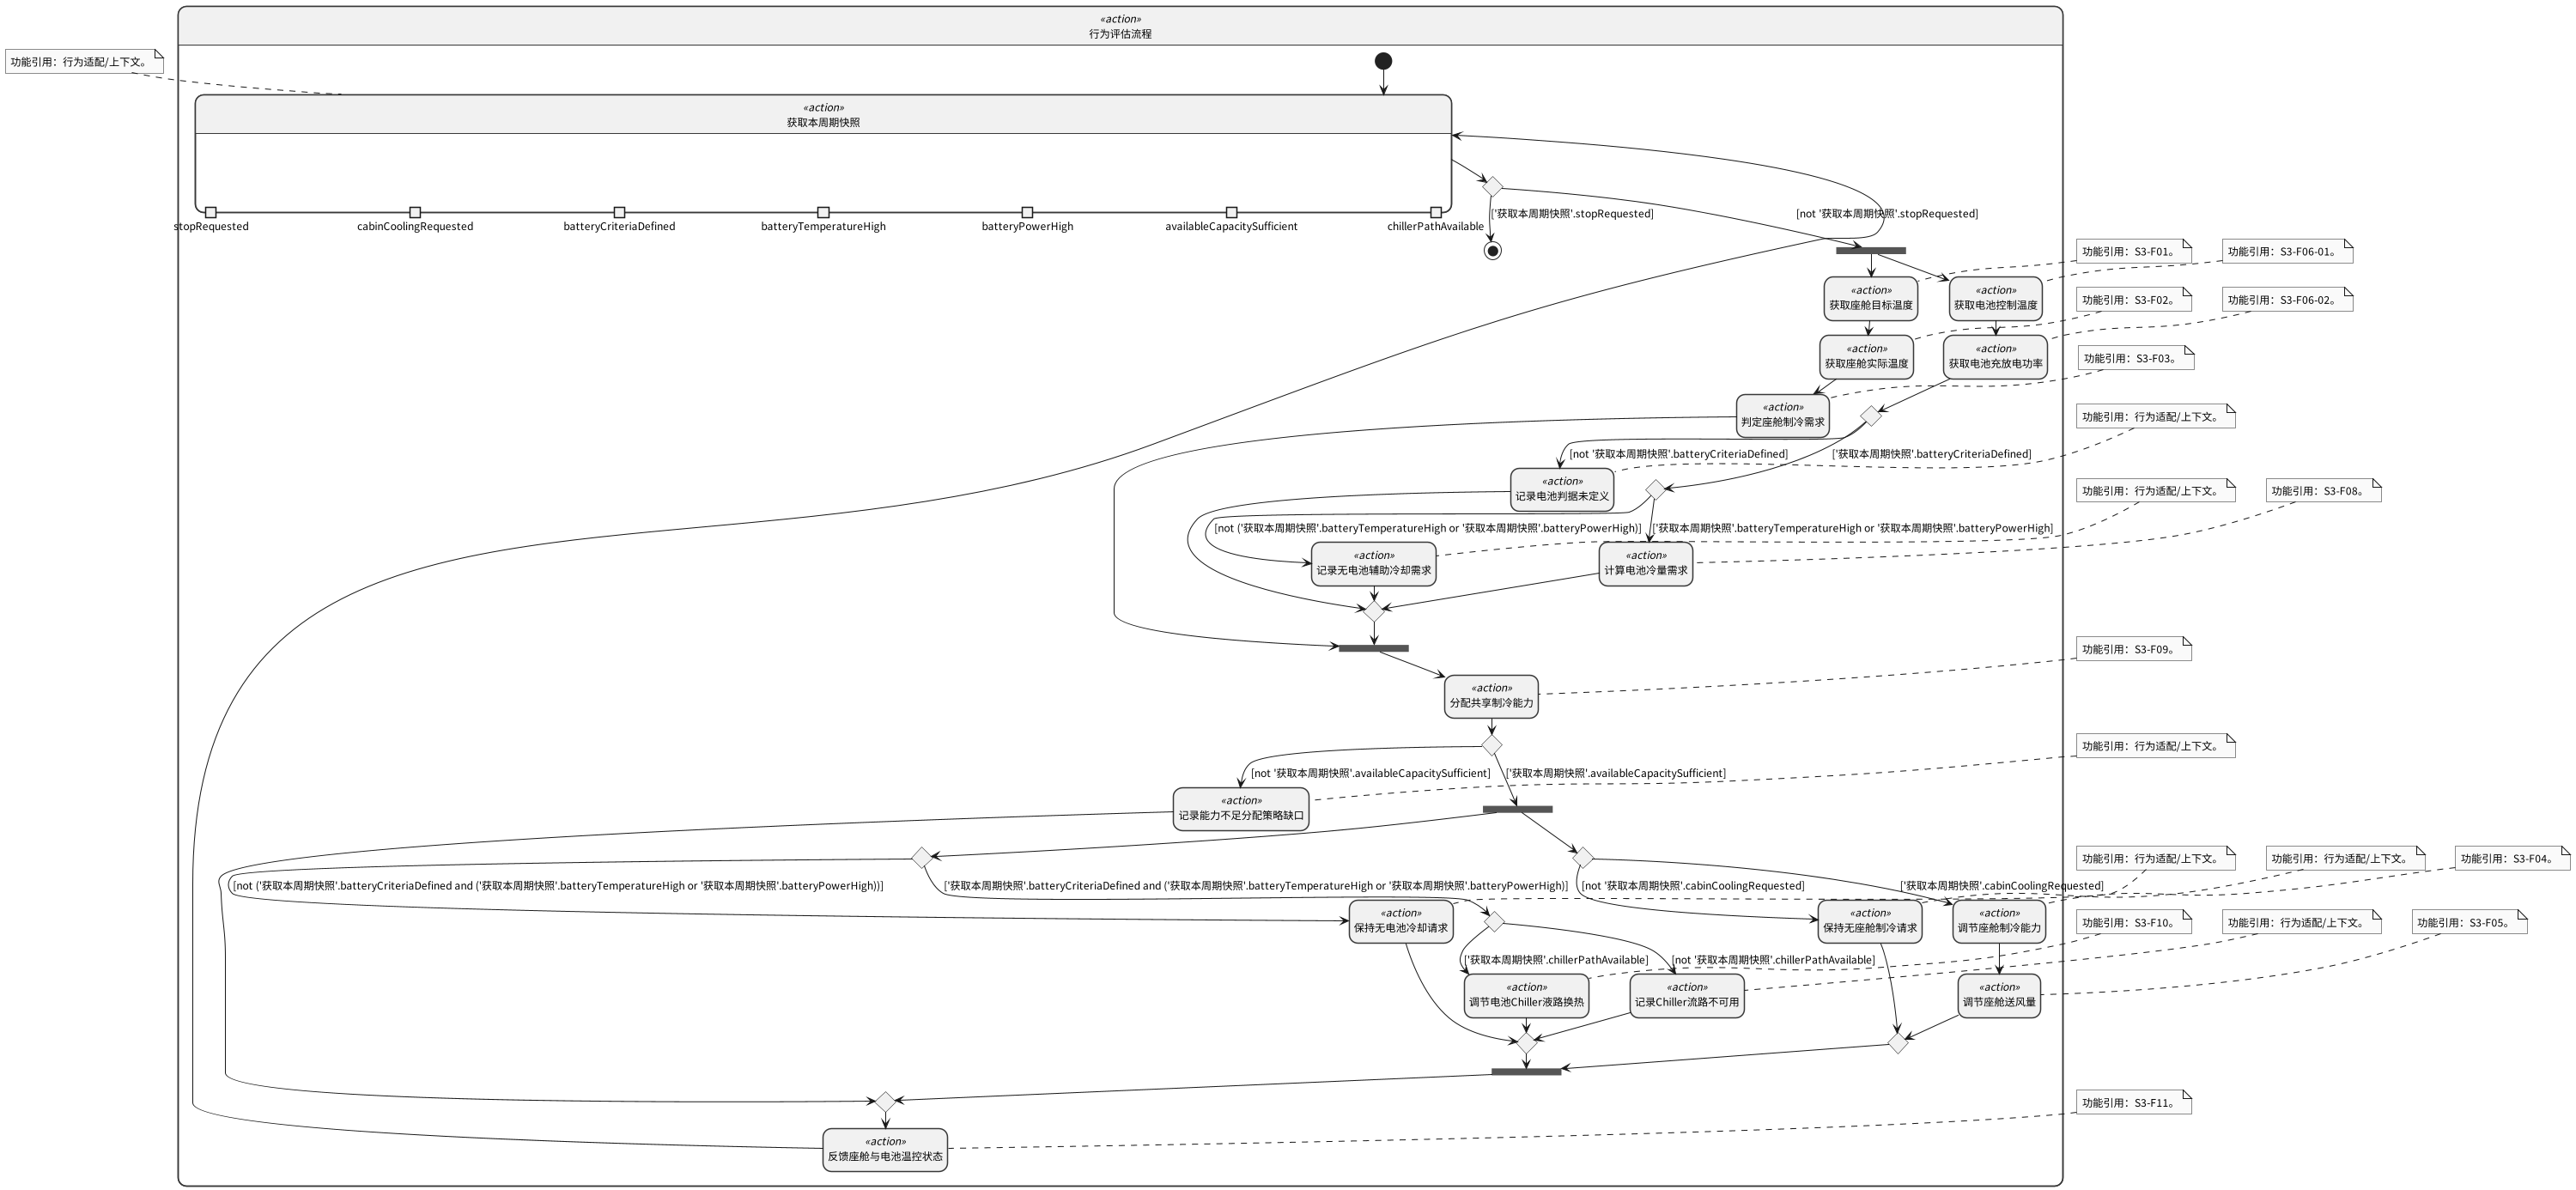 «action»
行为评估流程
功能引用：行为适配/上下文。
«action»
获取本周期快照
stopRequested
cabinCoolingRequested
batteryCriteriaDefined
batteryTemperatureHigh
batteryPowerHigh
availableCapacitySufficient
chillerPathAvailable
['获取本周期快照'.stopRequested]
[not '获取本周期快照'.stopRequested]
功能引用：S3-F01。
功能引用：S3-F06-01。
«action»
获取座舱目标温度
«action»
获取电池控制温度
功能引用：S3-F02。
功能引用：S3-F06-02。
«action»
获取座舱实际温度
«action»
获取电池充放电功率
功能引用：S3-F03。
«action»
判定座舱制冷需求
功能引用：行为适配/上下文。
[not '获取本周期快照'.batteryCriteriaDefined]
['获取本周期快照'.batteryCriteriaDefined]
«action»
记录电池判据未定义
功能引用：行为适配/上下文。
功能引用：S3-F08。
[not ('获取本周期快照'.batteryTemperatureHigh or '获取本周期快照'.batteryPowerHigh)]
['获取本周期快照'.batteryTemperatureHigh or '获取本周期快照'.batteryPowerHigh]
«action»
记录无电池辅助冷却需求
«action»
计算电池冷量需求
功能引用：S3-F09。
«action»
分配共享制冷能力
功能引用：行为适配/上下文。
[not '获取本周期快照'.availableCapacitySufficient]
['获取本周期快照'.availableCapacitySufficient]
«action»
记录能力不足分配策略缺口
功能引用：行为适配/上下文。
功能引用：行为适配/上下文。
功能引用：S3-F04。
[not ('获取本周期快照'.batteryCriteriaDefined and ('获取本周期快照'.batteryTemperatureHigh or '获取本周期快照'.batteryPowerHigh))]
['获取本周期快照'.batteryCriteriaDefined and ('获取本周期快照'.batteryTemperatureHigh or '获取本周期快照'.batteryPowerHigh)]
[not '获取本周期快照'.cabinCoolingRequested]
['获取本周期快照'.cabinCoolingRequested]
«action»
保持无电池冷却请求
«action»
保持无座舱制冷请求
«action»
调节座舱制冷能力
功能引用：S3-F10。
功能引用：行为适配/上下文。
功能引用：S3-F05。
['获取本周期快照'.chillerPathAvailable]
[not '获取本周期快照'.chillerPathAvailable]
«action»
调节电池Chiller液路换热
«action»
记录Chiller流路不可用
«action»
调节座舱送风量
功能引用：S3-F11。
«action»
反馈座舱与电池温控状态